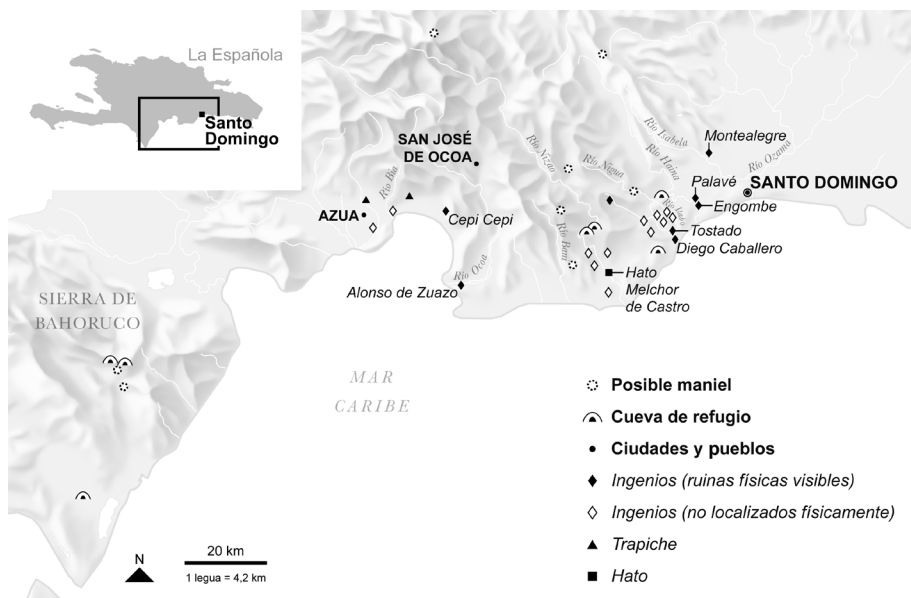 La Española
Santo
Domingo
SAN JOSÉ
DE OCOA
Río Bia
AZUA
Cepi Cepi
Río Ocoa
Alonso de Zuazo
Río Nizao
Río Nigua
Río Bani
Río Isabela
Río Haina
Montealegre
Río Ozama
Palavé
SANTO DOMINGO
Engombe
Tostado
Diego Caballero
Hato
Melchor
de Castro
SIERRA DE
BAHORUCO
MAR
CARIBE
Posible maniel
Cueva de refugio
Ciudades y pueblos
Ingenios (ruinas físicas visibles)
Ingenios (no localizados físicamente)
Trapiche
Hato
N
20 km
1 legua = 4,2 km